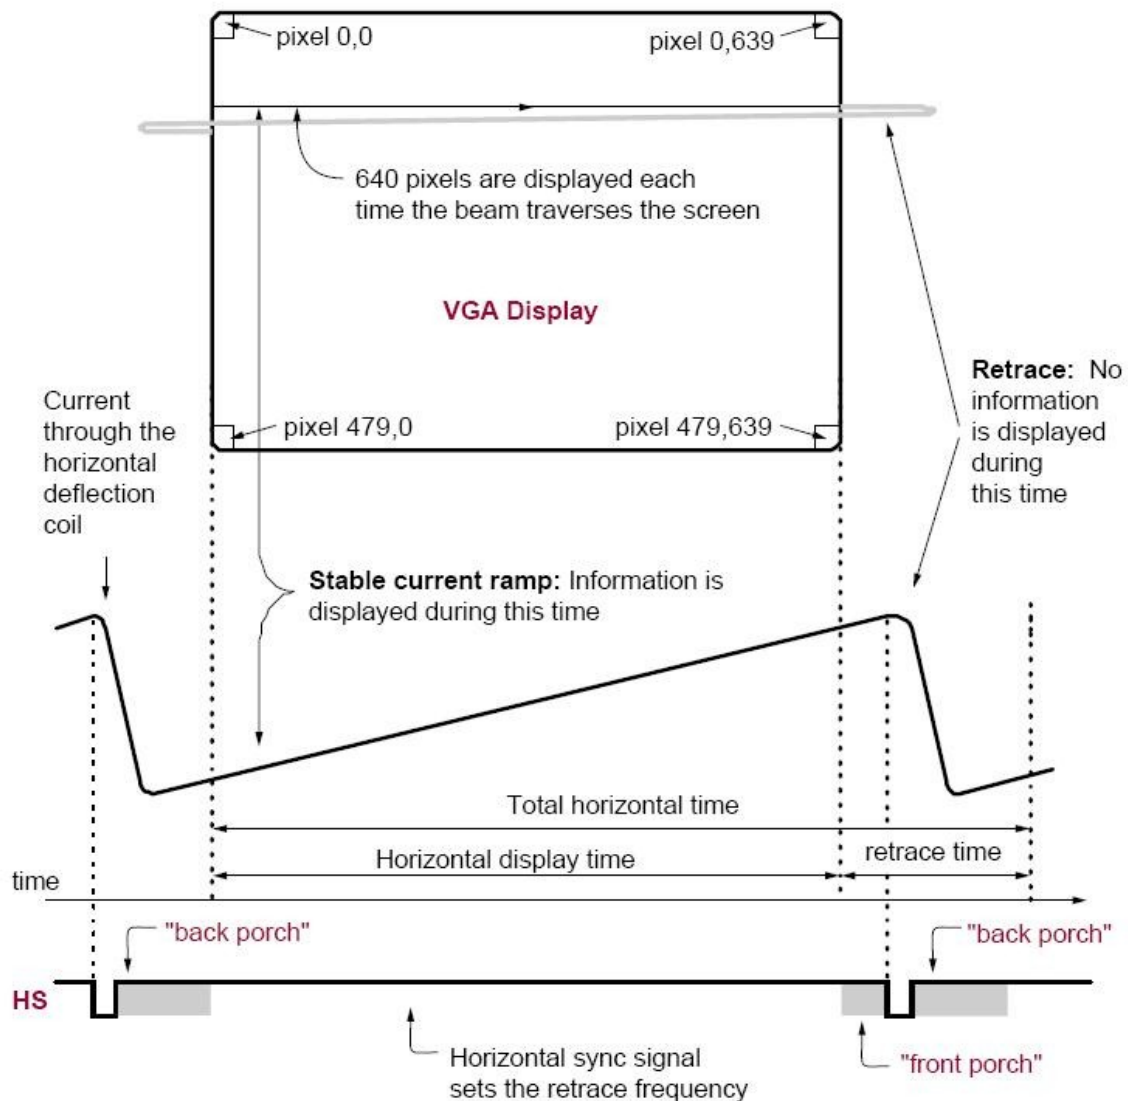 pixel 0,0
pixel 0,639
640 pixels are displayed each
time the beam traverses the screen
VGA Display
Retrace: No
information
is displayed
during
this time
Current
through the
horizontal
deflection
coil
pixel 479,0
pixel 479,639
Stable current ramp: Information is
displayed during this time
Total horizontal time
Horizontal display time
retrace time
time
"back porch"
"back porch"
HS
Horizontal sync signal
sets the retrace frequency
"front porch"